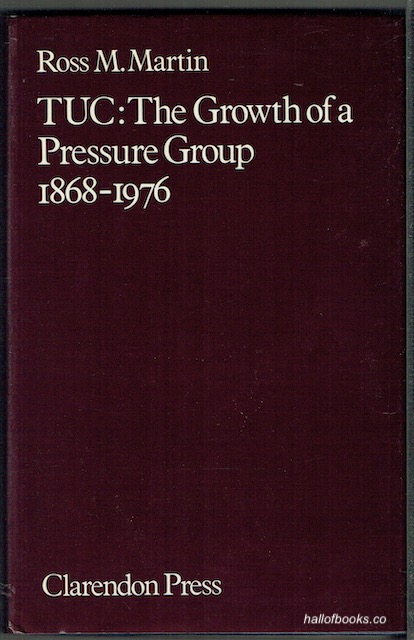 Ross M. Martin
TUC: The Growth of a
Pressure Group
1868-1976
Clarendon Press
hallofbooks.co